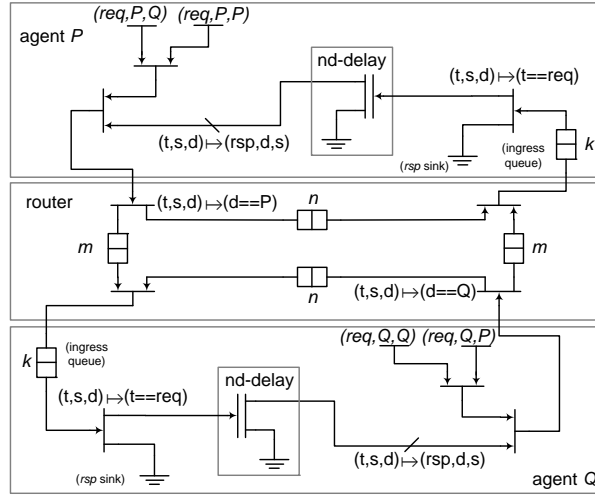 (req,P,Q) (req,P,P)
agent P
nd-delay
(t,s,d)↦(t==req)
(t,s,d)↦(rsp,d,s)
(rsp sink)
(ingress
queue)
k
router
(t,s,d)↦(d==P)
n
m
m
n
(t,s,d)↦(d==Q)
k
(ingress
queue)
(req,Q,Q) (req,Q,P)
nd-delay
(t,s,d)↦(t==req)
(t,s,d)↦(rsp,d,s)
(rsp sink)
agent Q